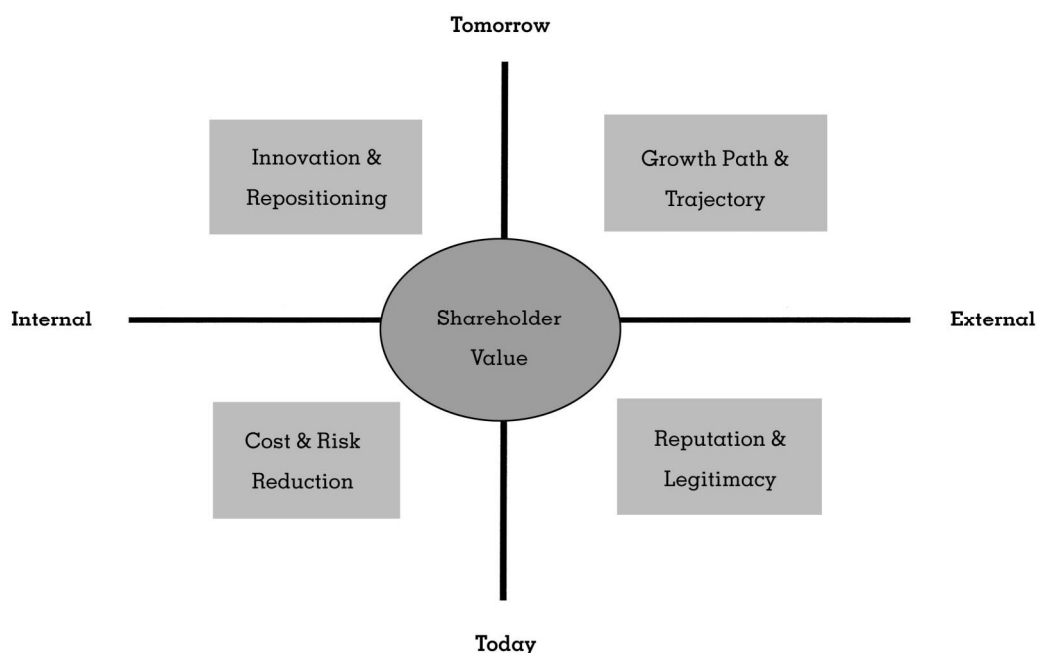 Tomorrow
Innovation &
Repositioning
Growth Path &
Trajectory
Internal
Shareholder
Value
External
Cost & Risk
Reduction
Reputation &
Legitimacy
Today